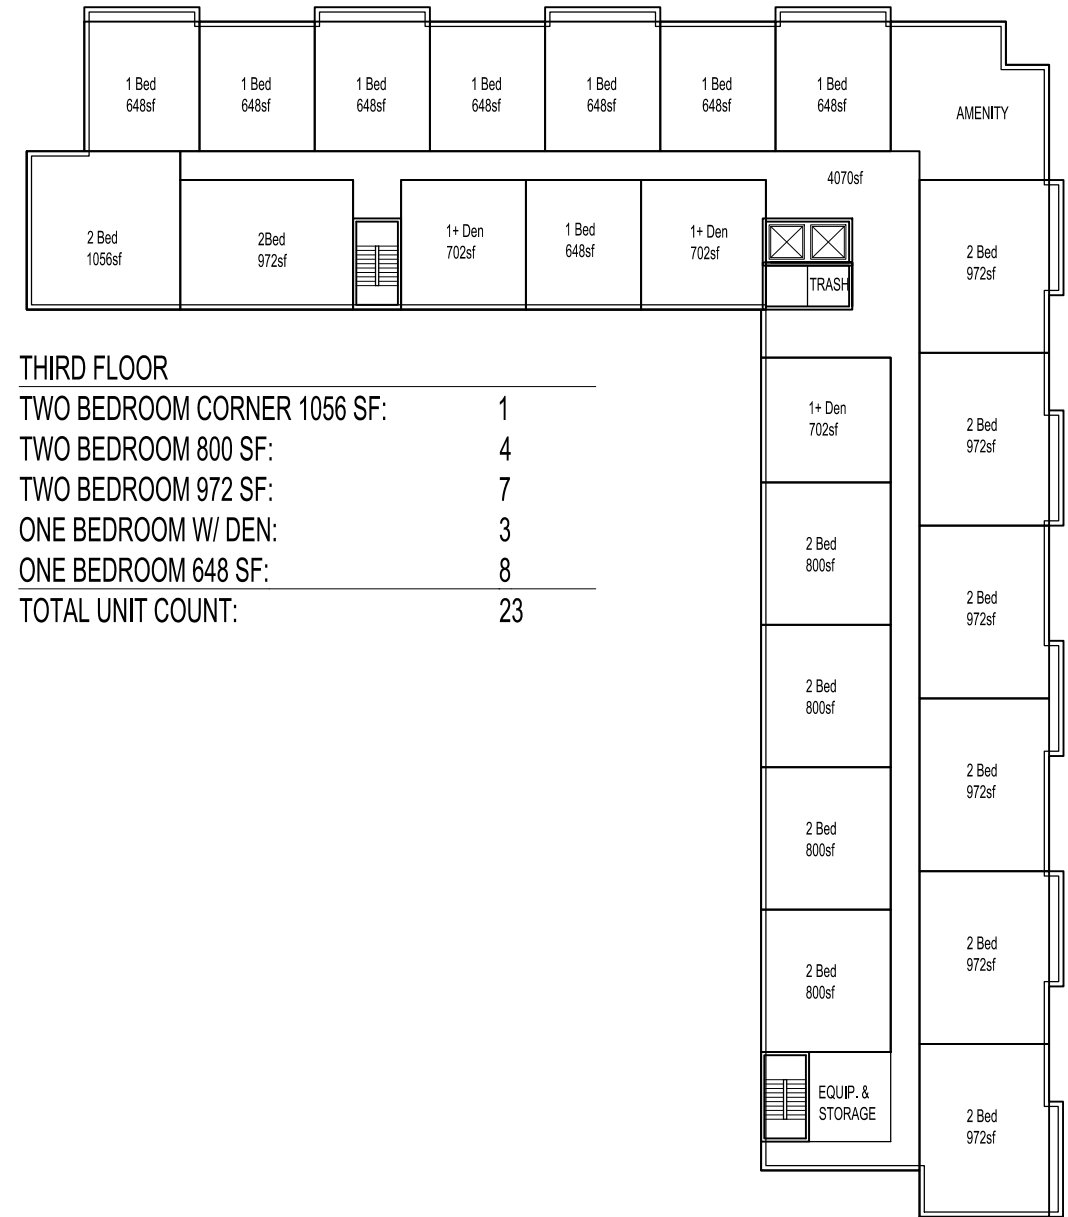 1 Bed
648sf
1 Bed
648sf
1 Bed
648sf
1 Bed
648sf
1 Bed
648sf
1 Bed
648sf
1 Bed
648sf
AMENITY
4070sf
2 Bed
1056sf
2Bed
972sf
1+ Den
702sf
1 Bed
648sf
1+ Den
702sf
TRASH
2 Bed
972sf
THIRD FLOOR
TWO BEDROOM CORNER 1056 SF: 1
TWO BEDROOM 800 SF: 4
TWO BEDROOM 972 SF: 7
ONE BEDROOM W/ DEN: 3
ONE BEDROOM 648 SF: 8
TOTAL UNIT COUNT: 23
1+ Den
702sf
2 Bed
972sf
2 Bed
800sf
2 Bed
972sf
2 Bed
800sf
2 Bed
972sf
2 Bed
800sf
2 Bed
972sf
2 Bed
800sf
EQUIP. &
STORAGE
2 Bed
972sf